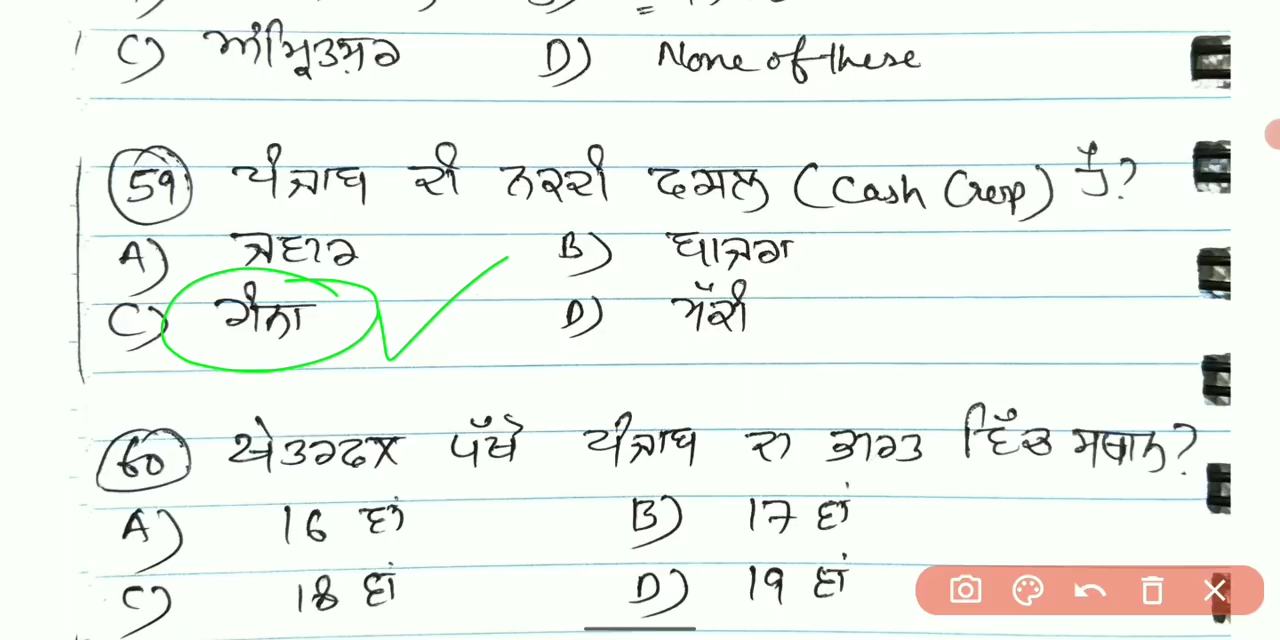 C) ਅੰਮ੍ਰਿਤਸਰ D) None of these
59 ਪੰਜਾਬ ਦੀ ਨਕਦੀ ਫਸਲ (Cash Crop) ਹੈ?
A) ਜਵਾਰ B) ਬਾਜਰਾ
C) ਗੰਨਾ D) ਮੱਕੀ
60 ਖੇਤਰਫਲ ਪੱਖੋਂ ਪੰਜਾਬ ਦਾ ਭਾਰਤ ਵਿੱਚ ਸਥਾਨ?
A) 16 ਵਾਂ B) 17 ਵਾਂ
C) 18 ਵਾਂ D) 19 ਵਾਂ